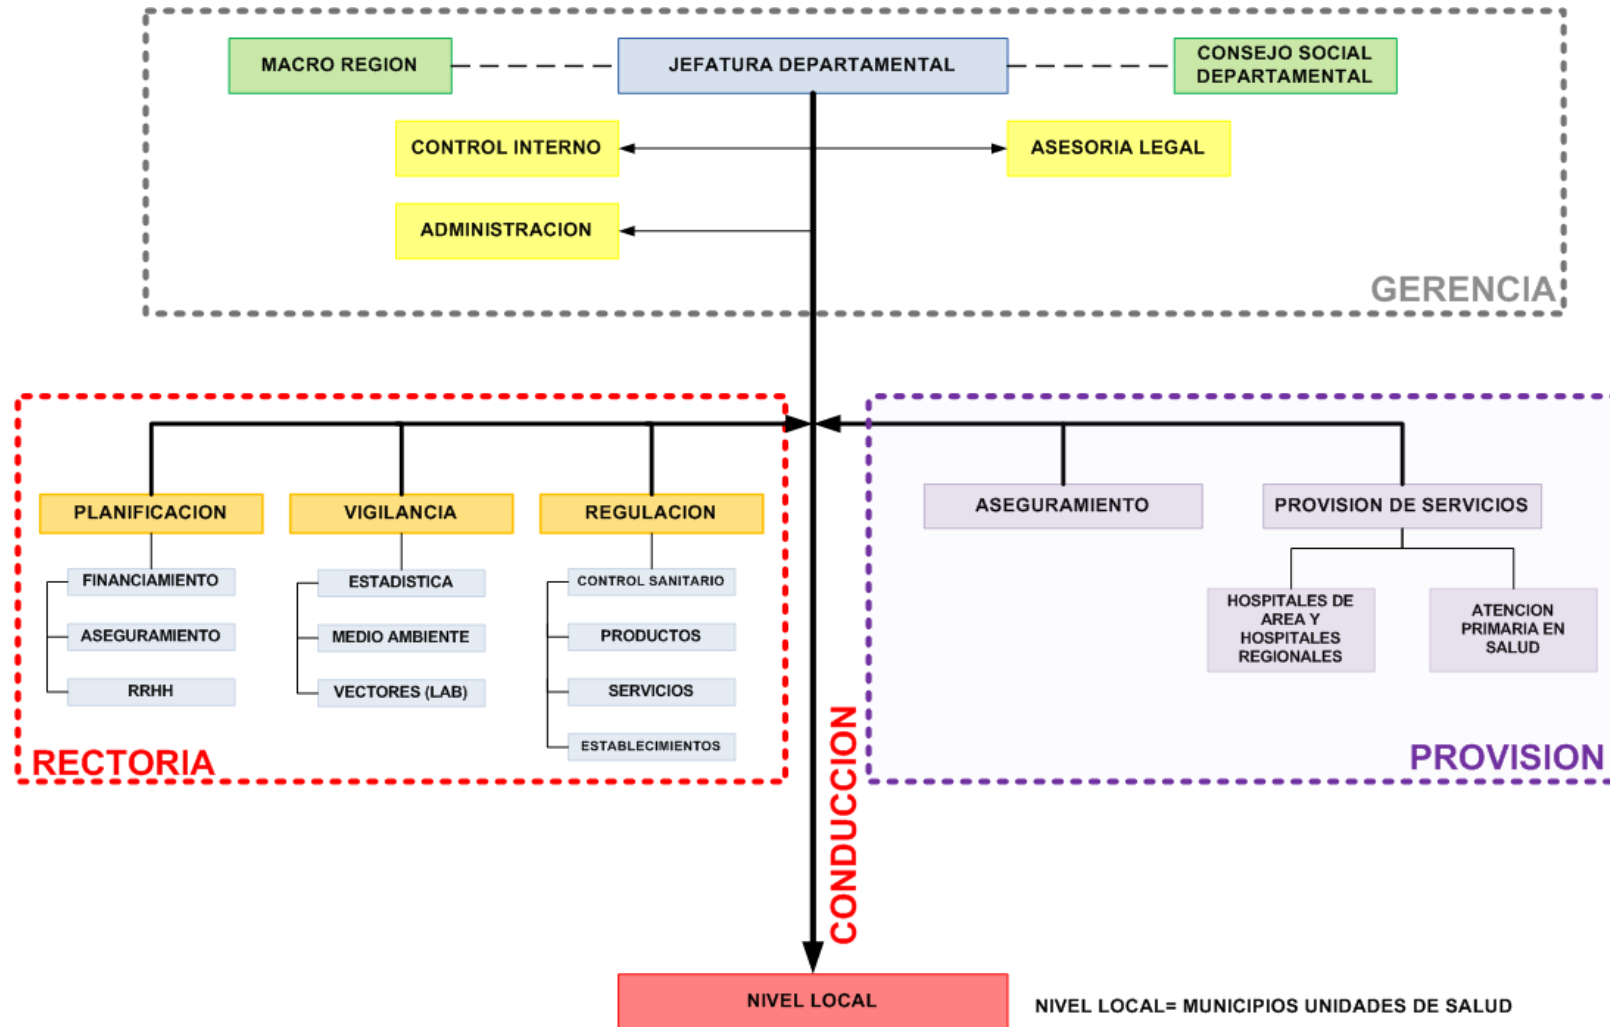 MACRO REGION
JEFATURA DEPARTAMENTAL
CONSEJO SOCIAL
DEPARTAMENTAL
CONTROL INTERNO
ASESORIA LEGAL
ADMINISTRACION
GERENCIA
PLANIFICACION
VIGILANCIA
REGULACION
FINANCIAMIENTO
ASEGURAMIENTO
RRHH
ESTADISTICA
MEDIO AMBIENTE
VECTORES (LAB)
CONTROL SANITARIO
PRODUCTOS
SERVICIOS
ESTABLECIMIENTOS
RECTORIA
ASEGURAMIENTO
PROVISION DE SERVICIOS
HOSPITALES DE
AREA Y
HOSPITALES
REGIONALES
ATENCION
PRIMARIA EN
SALUD
PROVISION
CONDUCCION
NIVEL LOCAL
NIVEL LOCAL= MUNICIPIOS UNIDADES DE SALUD